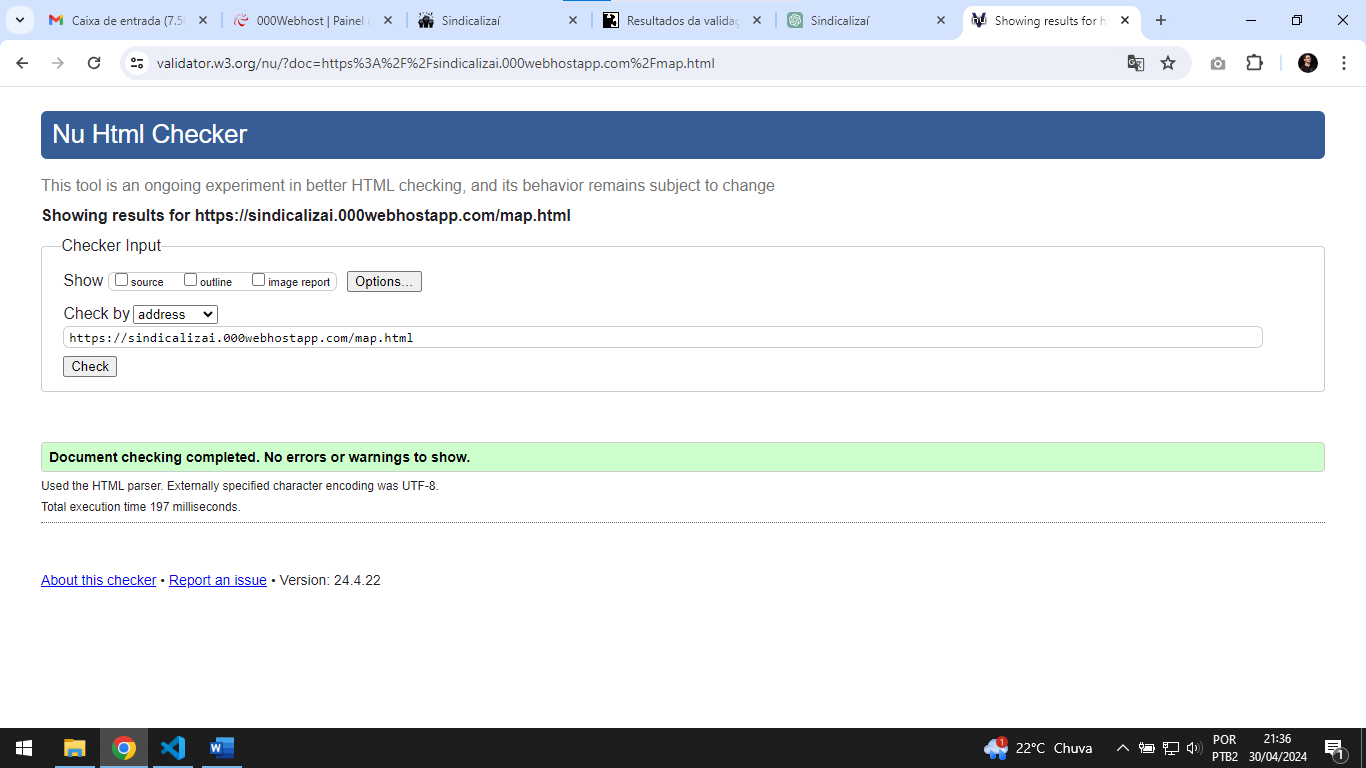 Caixa de entrada (7.5
000Webhost | Painel
Sindicalizaí
Resultados da validaç
Sindicalizaí
Showing results for h
validator.w3.org/nu/?doc=https%3A%2F%2Fsindicalizai.000webhostapp.com%2Fmap.html
Nu Html Checker
This tool is an ongoing experiment in better HTML checking, and its behavior remains subject to change
Showing results for https://sindicalizai.000webhostapp.com/map.html
Checker Input
Show source outline image report Options...
Check by address
https://sindicalizai.000webhostapp.com/map.html
Check
Document checking completed. No errors or warnings to show.
Used the HTML parser. Externally specified character encoding was UTF-8.
Total execution time 197 milliseconds.
About this checker • Report an issue • Version: 24.4.22
1
22°C Chuva
POR
PTB2
21:36
30/04/2024
1